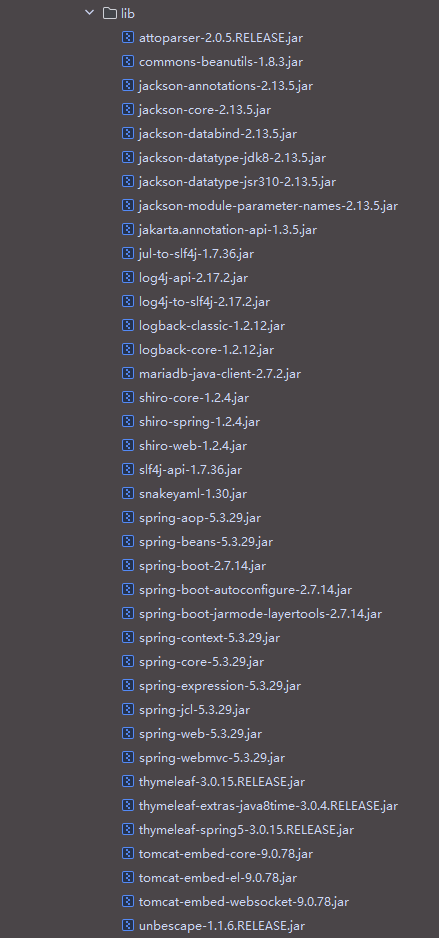 lib
attoparser-2.0.5.RELEASE.jar
commons-beanutils-1.8.3.jar
jackson-annotations-2.13.5.jar
jackson-core-2.13.5.jar
jackson-databind-2.13.5.jar
jackson-datatype-jdk8-2.13.5.jar
jackson-datatype-jsr310-2.13.5.jar
jackson-module-parameter-names-2.13.5.jar
jakarta.annotation-api-1.3.5.jar
jul-to-slf4j-1.7.36.jar
log4j-api-2.17.2.jar
log4j-to-slf4j-2.17.2.jar
logback-classic-1.2.12.jar
logback-core-1.2.12.jar
mariadb-java-client-2.7.2.jar
shiro-core-1.2.4.jar
shiro-spring-1.2.4.jar
shiro-web-1.2.4.jar
slf4j-api-1.7.36.jar
snakeyaml-1.30.jar
spring-aop-5.3.29.jar
spring-beans-5.3.29.jar
spring-boot-2.7.14.jar
spring-boot-autoconfigure-2.7.14.jar
spring-boot-jarmode-layertools-2.7.14.jar
spring-context-5.3.29.jar
spring-core-5.3.29.jar
spring-expression-5.3.29.jar
spring-jcl-5.3.29.jar
spring-web-5.3.29.jar
spring-webmvc-5.3.29.jar
thymeleaf-3.0.15.RELEASE.jar
thymeleaf-extras-java8time-3.0.4.RELEASE.jar
thymeleaf-spring5-3.0.15.RELEASE.jar
tomcat-embed-core-9.0.78.jar
tomcat-embed-el-9.0.78.jar
tomcat-embed-websocket-9.0.78.jar
unbescape-1.1.6.RELEASE.jar